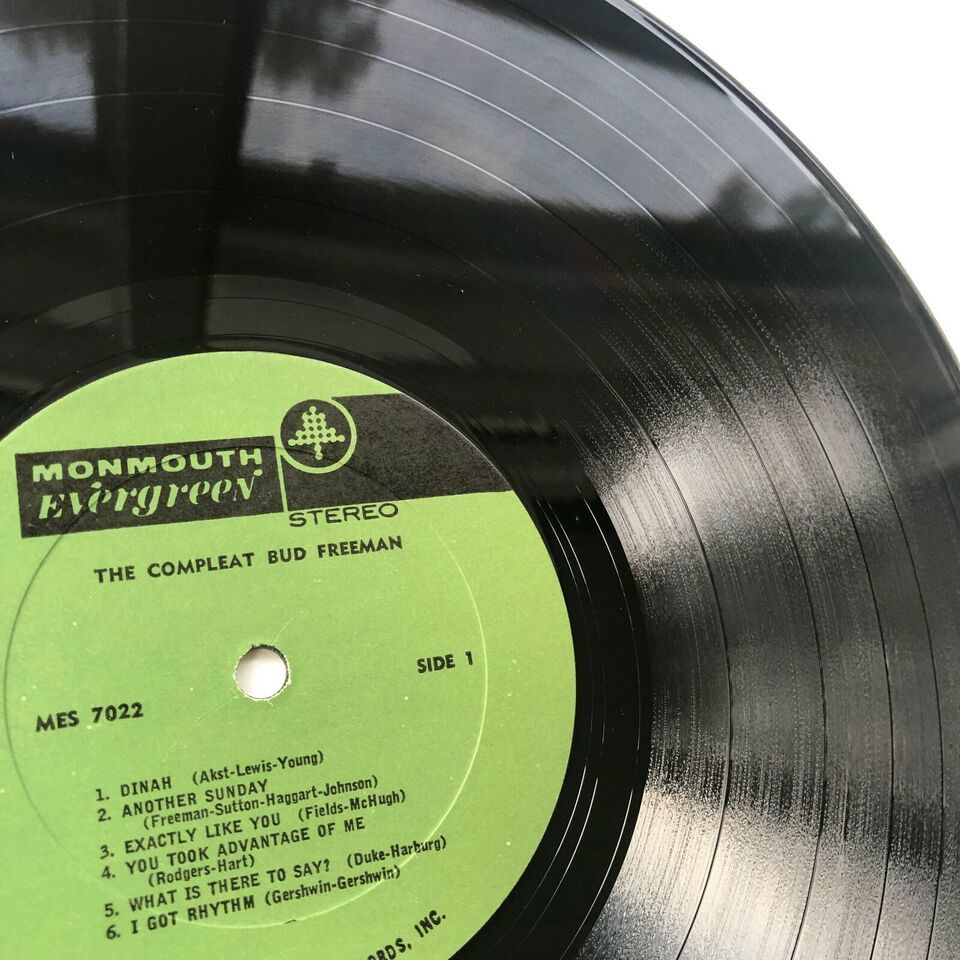 MONMOUTH
EVergreeN
STEREO
THE COMPLEAT BUD FREEMAN
SIDE 1
MES 7022
1. DINAH (Akst-Lewis-Young)
2. ANOTHER SUNDAY
(Freeman-Sutton-Haggart-Johnson)
3. EXACTLY LIKE YOU (Fields-McHugh)
4. YOU TOOK ADVANTAGE OF ME
(Rodgers-Hart)
5. WHAT IS THERE TO SAY? (Duke-Harburg)
6. I GOT RHYTHM (Gershwin-Gershwin)
INC.